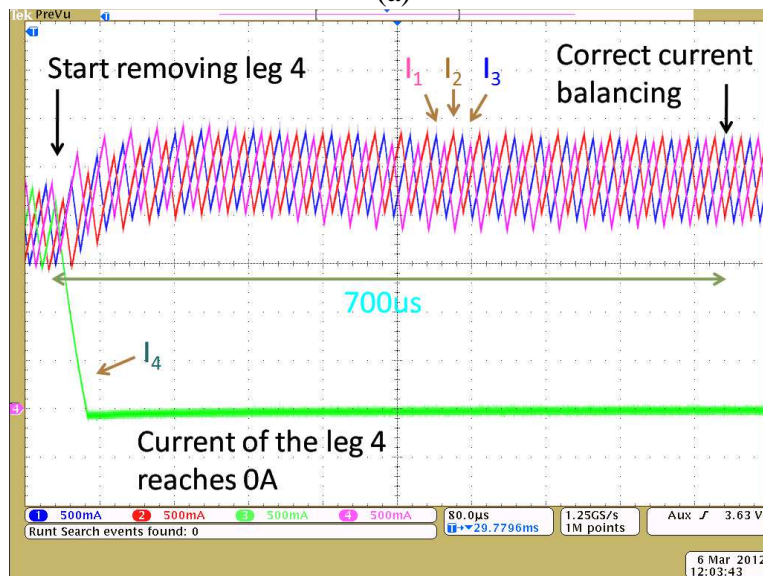 (a)
Tek PreVu
Start removing leg 4
I1 I2 I3
Correct current
balancing
700µs
I4
4
Current of the leg 4
reaches 0A
1 500mA 2 500mA 3 500mA 4 500mA
80.0µs
T→▼29.7796ms
1.25GS/s
1M points
Aux ʃ 3.63 V
Runt Search events found: 0
6 Mar 2012
12:03:43